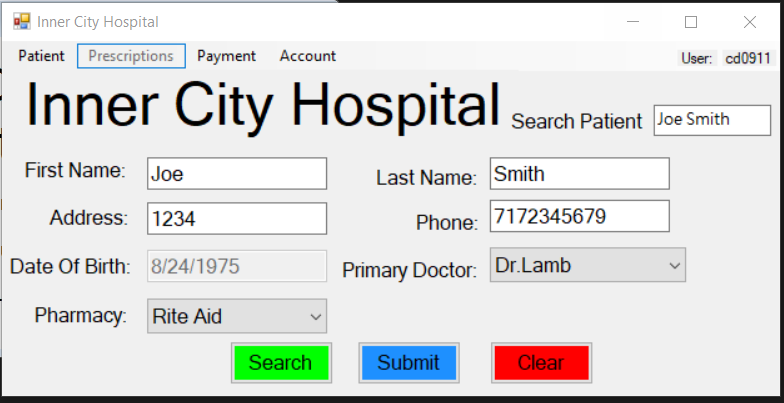 Inner City Hospital
Patient Prescriptions Payment Account User: cd0911
Inner City Hospital
Search Patient Joe Smith
First Name: Joe Last Name: Smith
Address: 1234 Phone: 7172345679
Date Of Birth: 8/24/1975 Primary Doctor: Dr.Lamb
Pharmacy: Rite Aid
Search Submit Clear